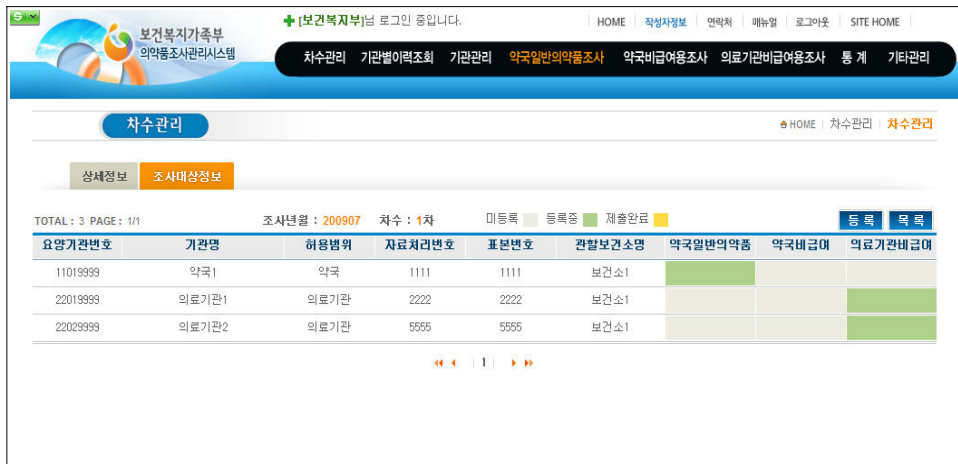 보건복지가족부
의약품조사관리시스템
[보건복지부]님 로그인 중입니다.
HOME 작성자정보 연락처 매뉴얼 로그아웃 SITE HOME
차수관리 기관별이력조회 기관관리 약국일반의약품조사 약국비급여용조사 의료기관비급여용조사 통 계 기타관리
차수관리
HOME 차수관리 차수관리
상세정보 조사대상정보
TOTAL : 3 PAGE : 1/1 조사년월 : 200907 차수 : 1차 미등록 등록중 제출완료 등 록 목 록
요양기관번호 기관명 허용범위 자료처리번호 표본번호 관할보건소명 약국일반의약품 약국비급여 의료기관비급여
11019999 약국1 약국 1111 1111 보건소1
22019999 의료기관1 의료기관 2222 2222 보건소1
22029999 의료기관2 의료기관 5555 5555 보건소1
1